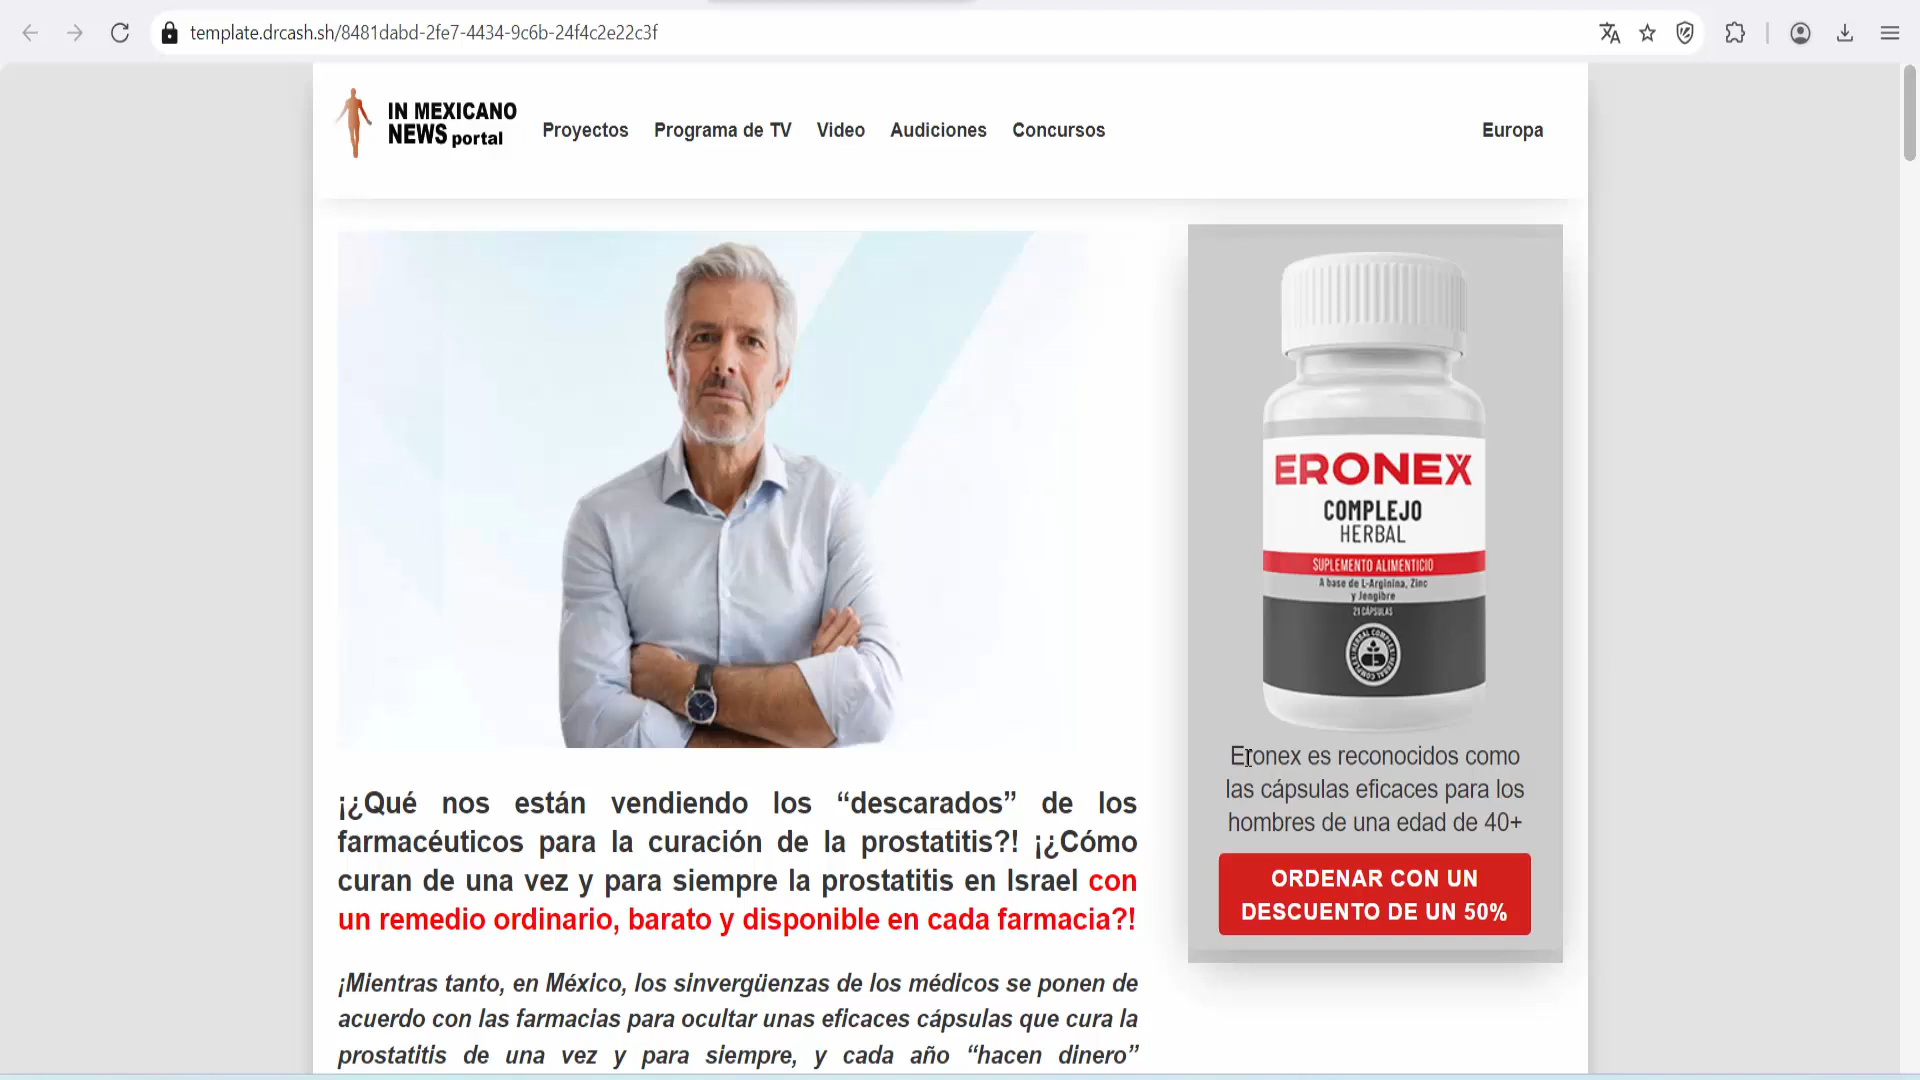 template.drcash.sh/8481dabd-2fe7-4434-9c6b-24f4c2e22c3f
IN MEXICANO
NEWS portal
Proyectos
Programa de TV
Video
Audiciones
Concursos
Europa
ERONEX
COMPLEJO
HERBAL
SUPLEMENTO ALIMENTICIO
A base de L-Arginina, Zinc
y Jengibre
21 CÁPSULAS
Eronex es reconocidos como
las cápsulas eficaces para los
hombres de una edad de 40+
ORDENAR CON UN
DESCUENTO DE UN 50%
¡¿Qué nos están vendiendo los “descarados” de los
farmacéuticos para la curación de la prostatitis?! ¡¿Cómo
curan de una vez y para siempre la prostatitis en Israel con
un remedio ordinario, barato y disponible en cada farmacia?!
¡Mientras tanto, en México, los sinvergüenzas de los médicos se ponen de
acuerdo con las farmacias para ocultar unas eficaces cápsulas que cura la
prostatitis de una vez y para siempre, y cada año “hacen dinero”